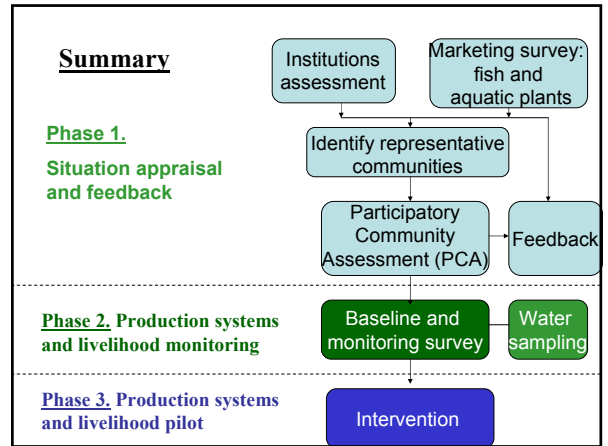 Summary
Institutions
assessment
Marketing survey:
fish and
aquatic plants
Phase 1.
Situation appraisal
and feedback
Identify representative
communities
Participatory
Community
Assessment (PCA)
Feedback
Phase 2. Production systems
and livelihood monitoring
Baseline and
monitoring survey
Water
sampling
Phase 3. Production systems
and livelihood pilot
Intervention